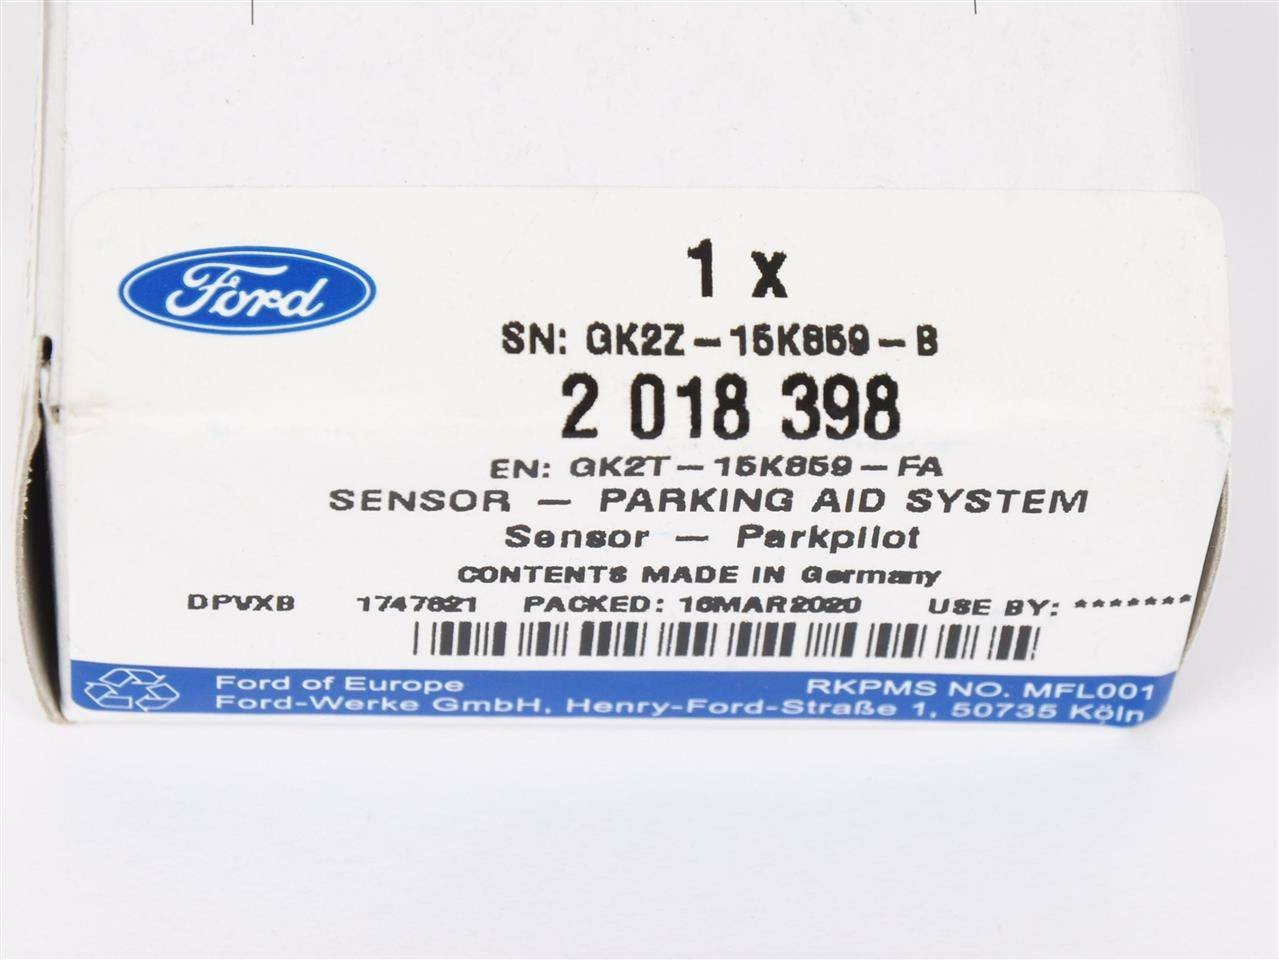 Ford
1 x
SN: GK2Z-15K859-B
2 018 398
EN: GK2T-15K859-FA
SENSOR - PARKING AID SYSTEM
Sensor - Parkpilot
CONTENTS MADE IN Germany
DPVXB 1747821 PACKED: 16MAR2020 USE BY: *******
Ford of Europe RKPMS NO. MFL001
Ford-Werke GmbH, Henry-Ford-Straße 1, 50735 Köln